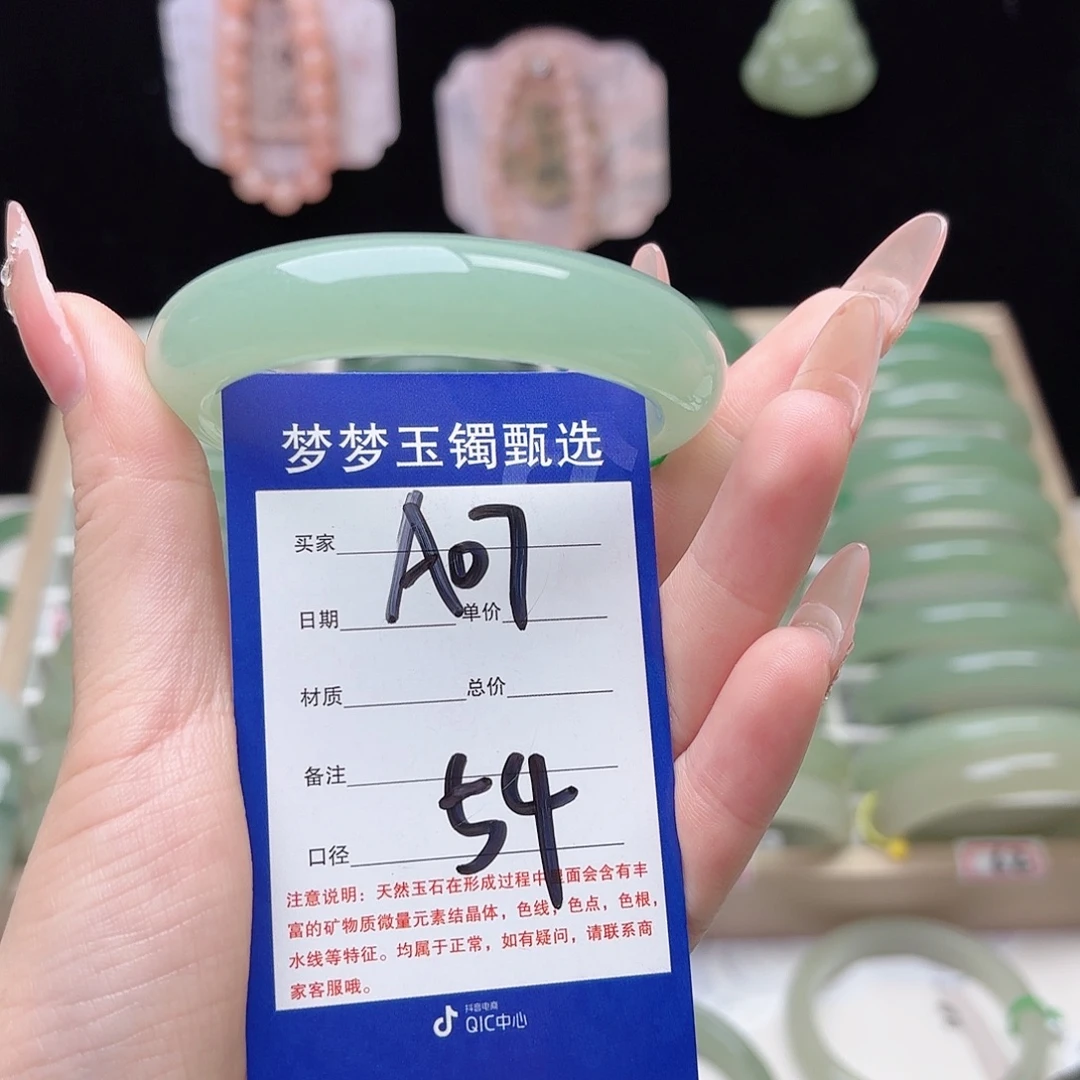 梦梦玉镯甄选
买家 A07
日期 单价
材质 总价
备注
54
口径
注意说明：天然玉石在形成过程中里面会含有丰
富的矿物质微量元素结晶体，色线，色点，色根，
水线等特征。均属于正常，如有疑问，请联系商
家客服哦。
抖音电商
QIC中心